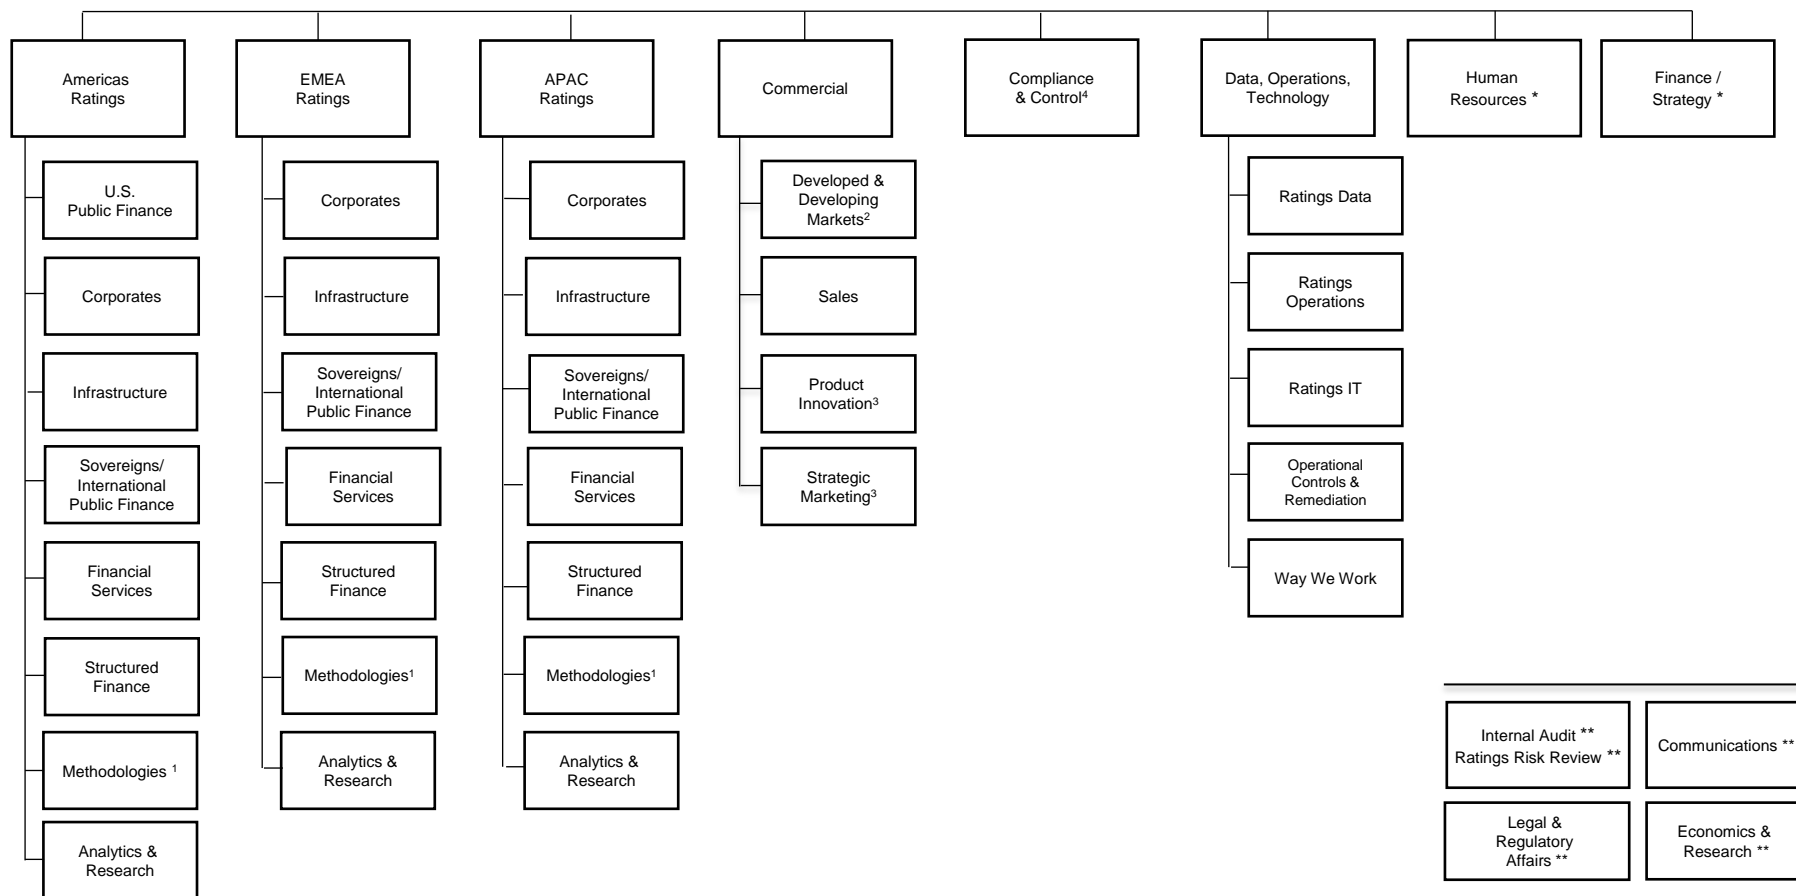 Americas
Ratings
EMEA
Ratings
APAC
Ratings
Commercial
Compliance
& Control⁴
Data, Operations,
Technology
Human
Resources *
Finance /
Strategy *
U.S.
Public Finance
Corporates
Infrastructure
Sovereigns/
International
Public Finance
Financial
Services
Structured
Finance
Methodologies ¹
Analytics &
Research
Corporates
Infrastructure
Sovereigns/
International
Public Finance
Financial
Services
Structured
Finance
Methodologies¹
Analytics &
Research
Corporates
Infrastructure
Sovereigns/
International
Public Finance
Financial
Services
Structured
Finance
Methodologies¹
Analytics &
Research
Developed &
Developing
Markets²
Sales
Product
Innovation³
Strategic
Marketing³
Ratings Data
Ratings
Operations
Ratings IT
Operational
Controls &
Remediation
Way We Work
Internal Audit **
Ratings Risk Review **
Communications **
Legal &
Regulatory
Affairs **
Economics &
Research **